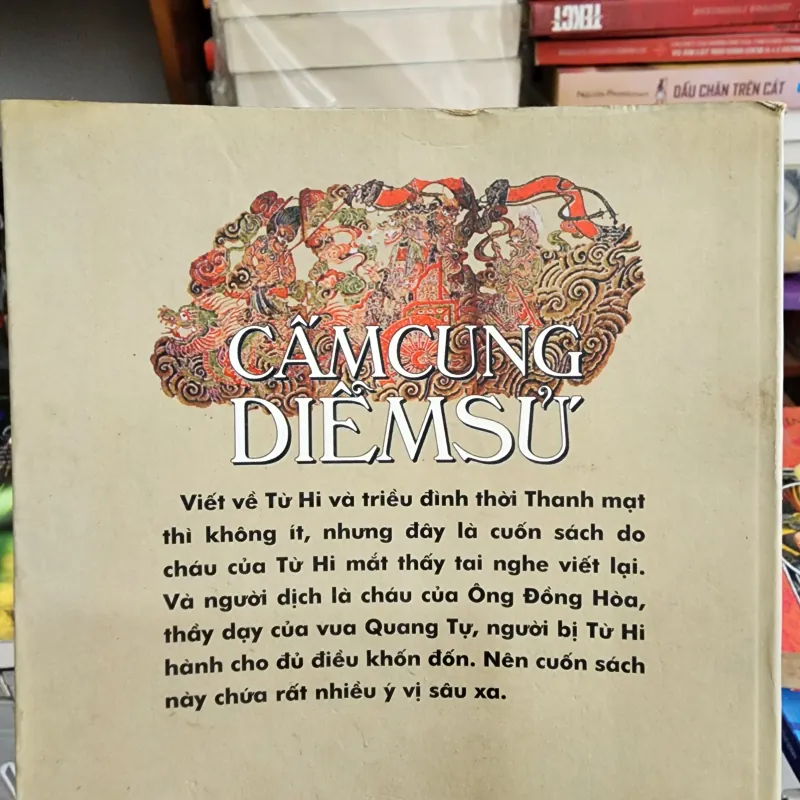 TEKCT
DẤU CHÂN TRÊN CÁT
CẤM CUNG
DIỄM SỬ
Viết về Từ Hi và triều đình thời Thanh mạt
thì không ít, nhưng đây là cuốn sách do
cháu của Từ Hi mắt thấy tai nghe viết lại.
Và người dịch là cháu của Ông Đồng Hòa,
thầy dạy của vua Quang Tự, người bị Từ Hi
hành cho đủ điều khốn đốn. Nên cuốn sách
này chứa rất nhiều ý vị sâu xa.